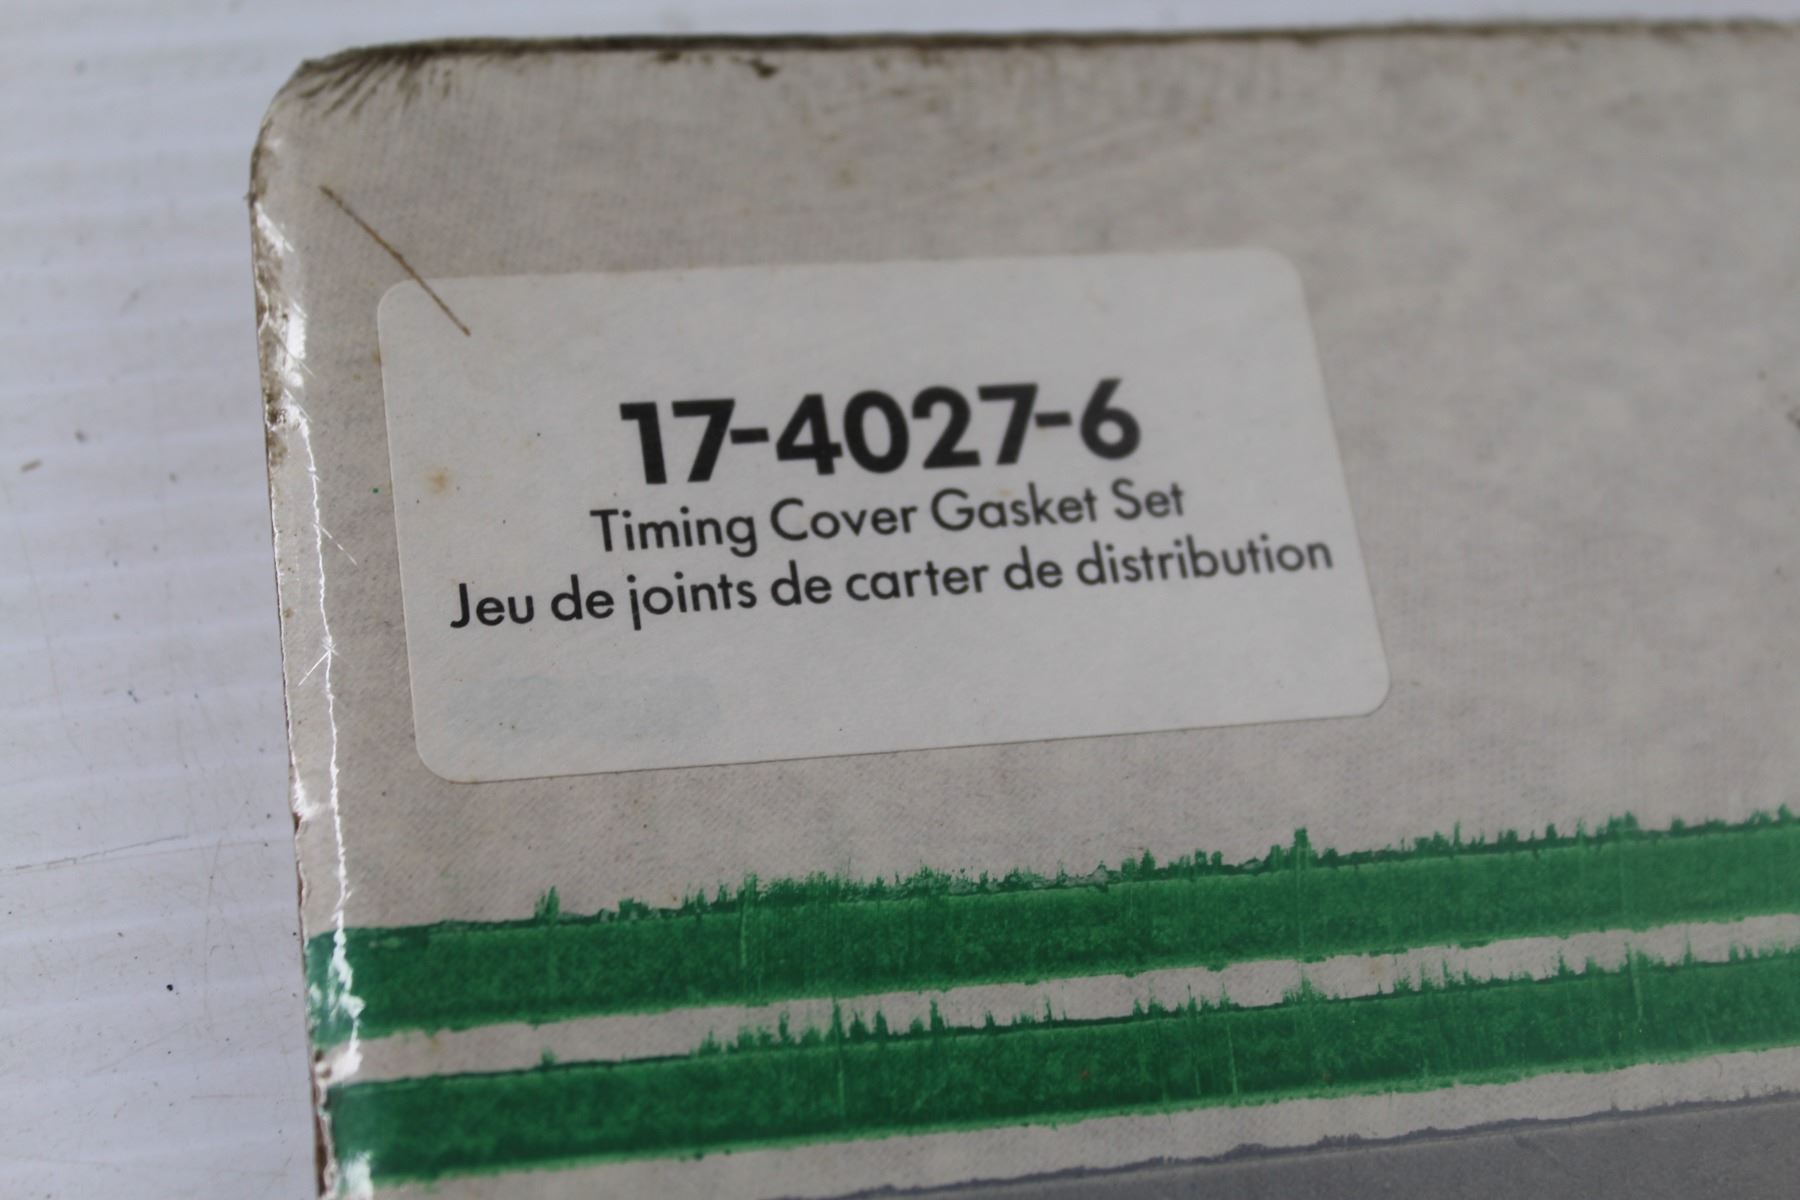 17-4027-6
Timing Cover Gasket Set
Jeu de joints de carter de distribution